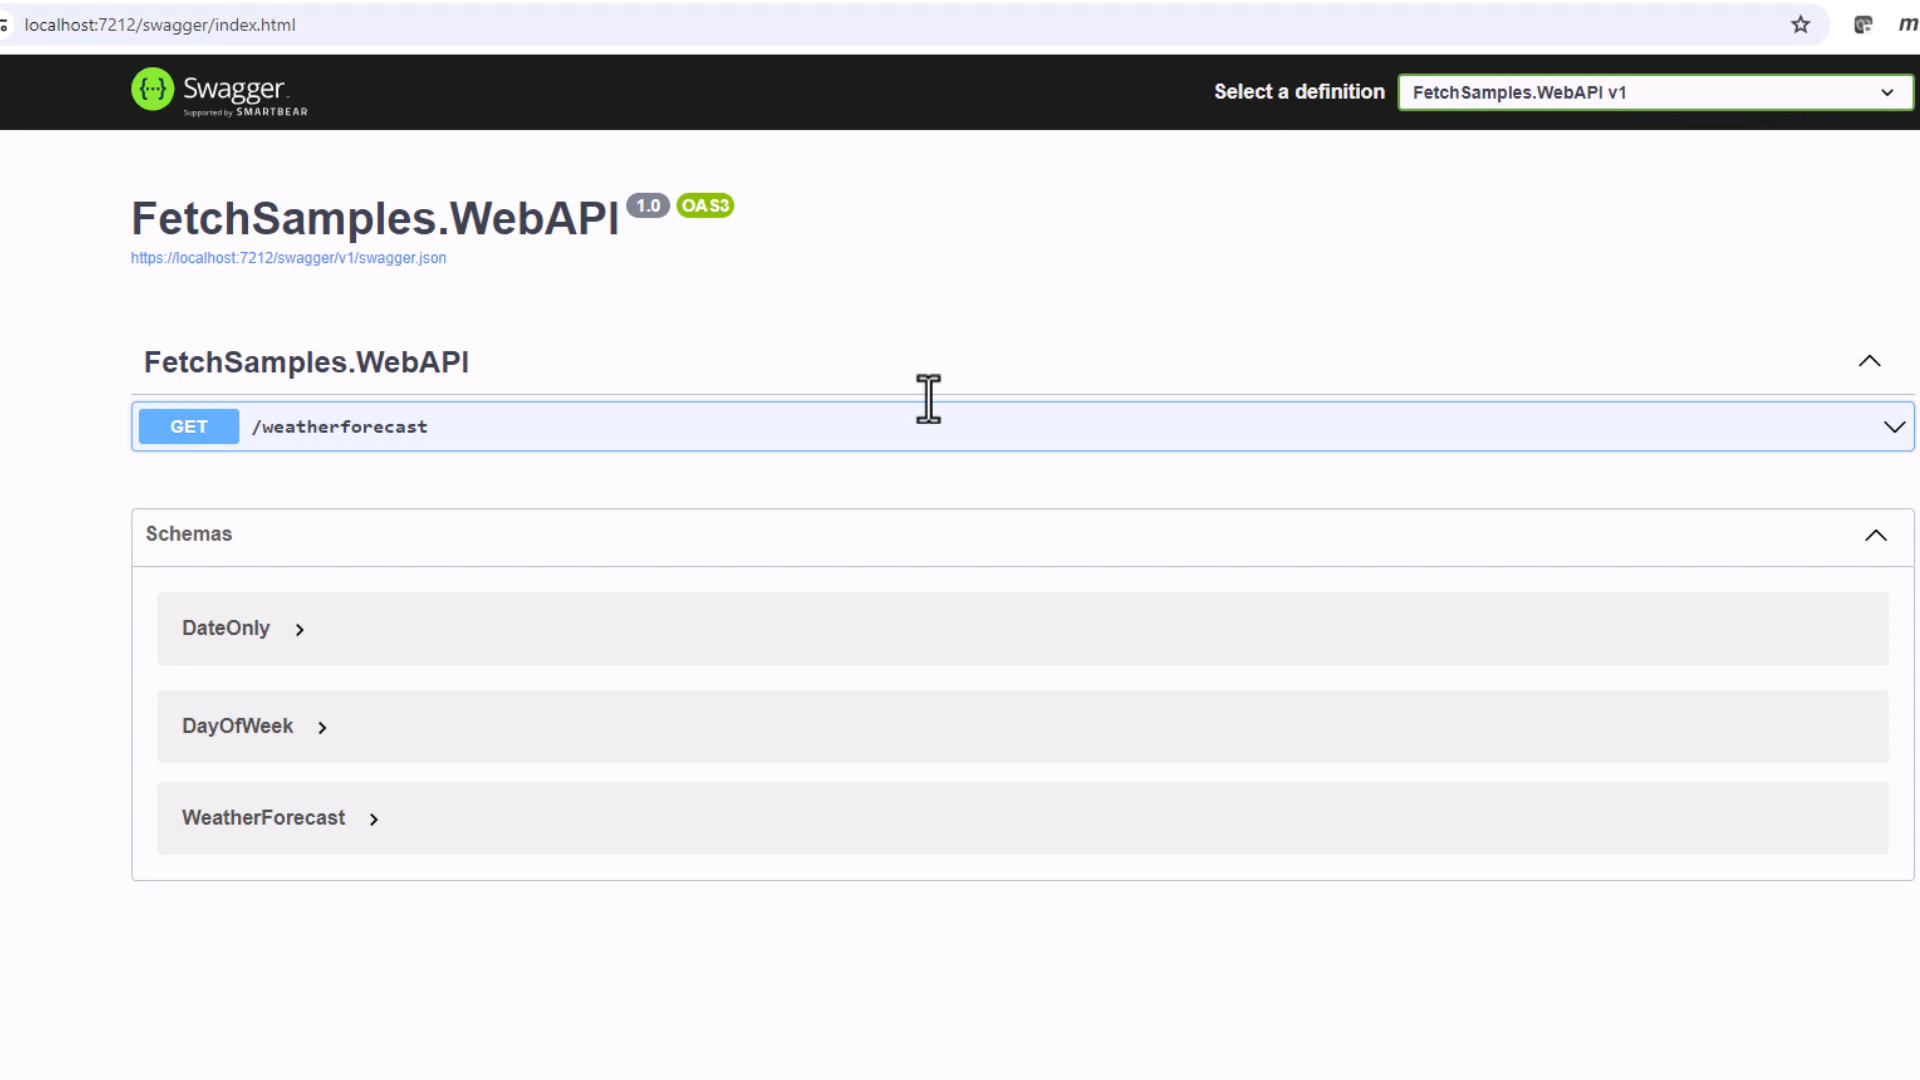 localhost:7212/swagger/index.html
Swagger
Supported by SMARTBEAR
Select a definition
FetchSamples.WebAPI v1
FetchSamples.WebAPI 1.0 OAS3
https://localhost:7212/swagger/v1/swagger.json
FetchSamples.WebAPI
GET /weatherforecast
Schemas
DateOnly
DayOfWeek
WeatherForecast